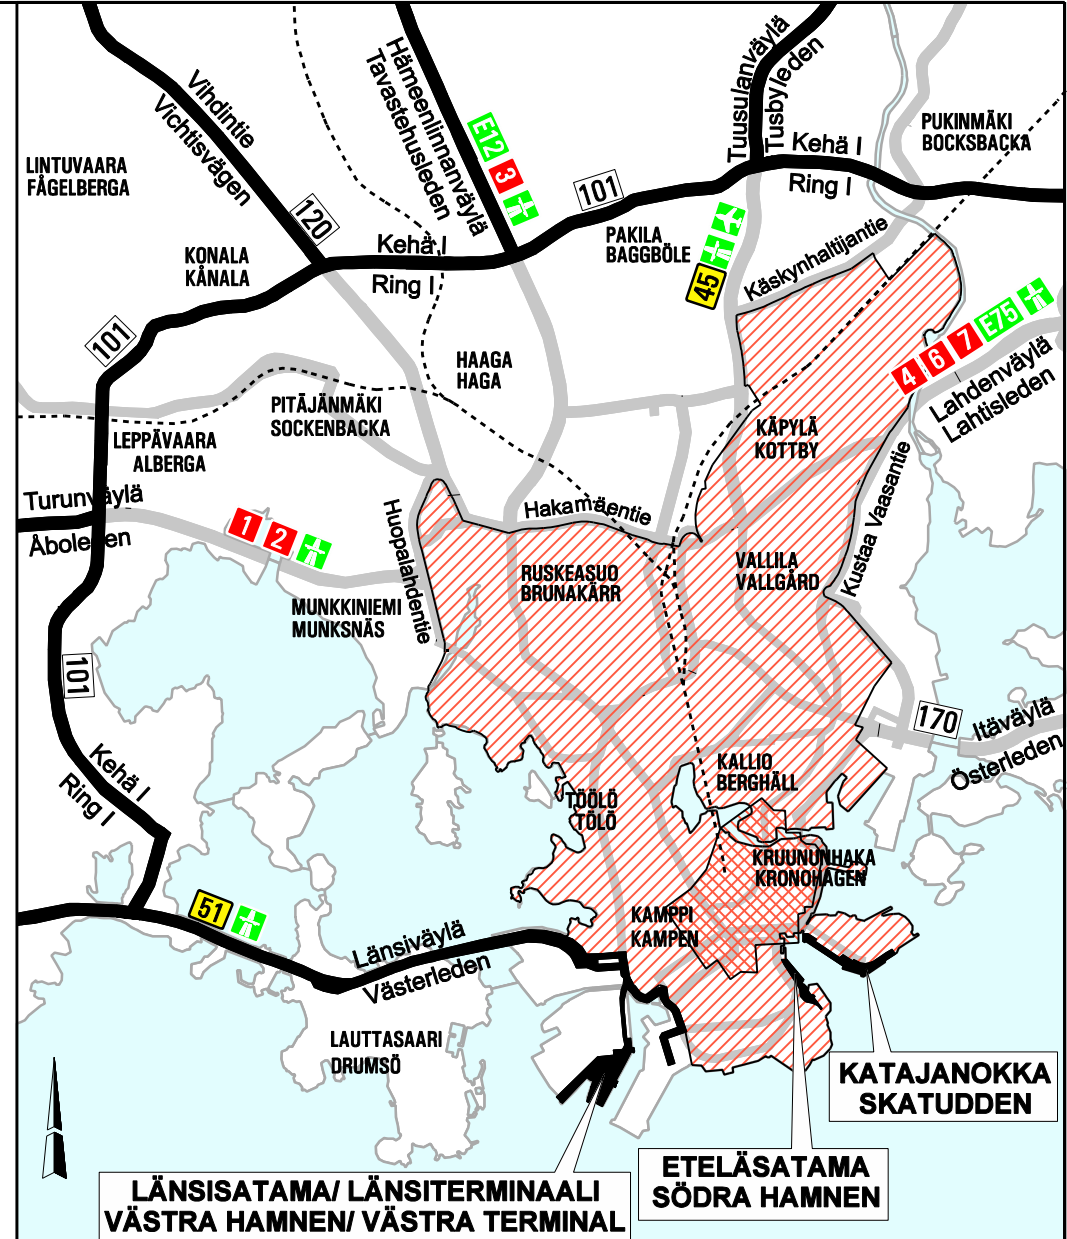 Vihdintie
Vichtisvägen
Hämeenlinnanväylä
Tavastehusleden
Tuusulanväylä
Tusbyleden
PUKINMÄKI
BOCKSBACKA
LINTUVAARA
FÅGELBERGA
E12
3
Kehä I
Ring I
101
120
PAKILA
BAGGBÖLE
45
KONALA
KÅNALA
Kehä I
Ring I
Käskynhaltijantie
101
HAAGA
HAGA
4 6 7 E75
Lahdenväylä
Lahtisleden
PITÄJÄNMÄKI
SOCKENBACKA
KÄPYLÄ
KOTTBY
LEPPÄVAARA
ALBERGA
Turunväylä
Åboleden
1 2
Huopalahdentie
Hakamäentie
Kustaa Vaasantie
RUSKEASUO
BRUNAKÄRR
VALLILA
VALLGÅRD
MUNKKINIEMI
MUNKSNÄS
101
170
Itäväylä
Österleden
Kehä I
Ring I
KALLIO
BERGHÄLL
TÖÖLÖ
TÖLÖ
KRUUNUNHAKA
KRONOHAGEN
51
KAMPPI
KAMPEN
Länsiväylä
Västerleden
LAUTTASAARI
DRUMSÖ
KATAJANOKKA
SKATUDDEN
ETELÄSATAMA
SÖDRA HAMNEN
LÄNSISATAMA/ LÄNSITERMINAALI
VÄSTRA HAMNEN/ VÄSTRA TERMINAL